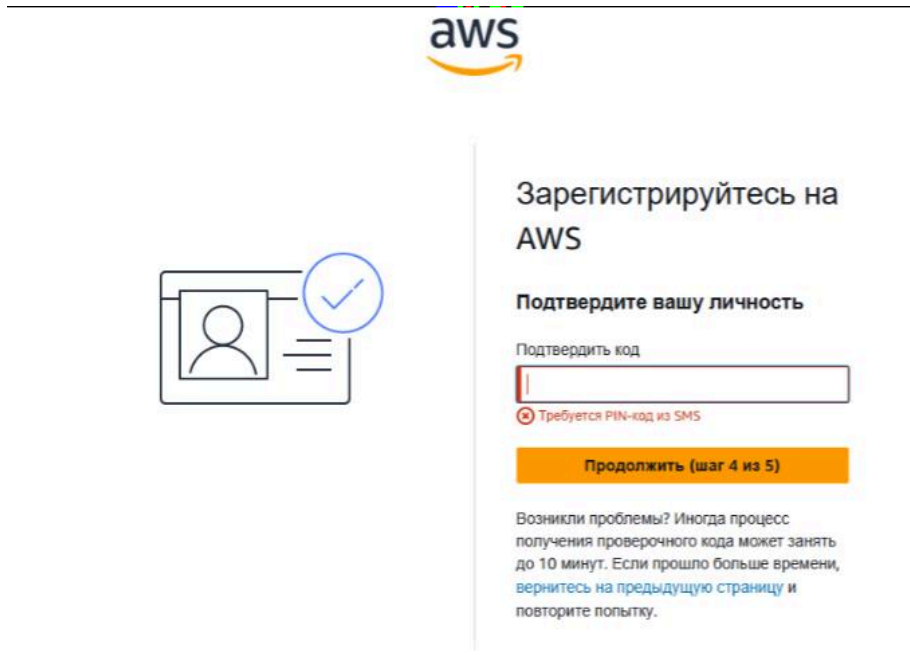 aws
Зарегистрируйтесь на
AWS
Подтвердите вашу личность
Подтвердить код
Требуется PIN-код из SMS
Продолжить (шаг 4 из 5)
Возникли проблемы? Иногда процесс
получения проверочного кода может занять
до 10 минут. Если прошло больше времени,
вернитесь на предыдущую страницу и
повторите попытку.